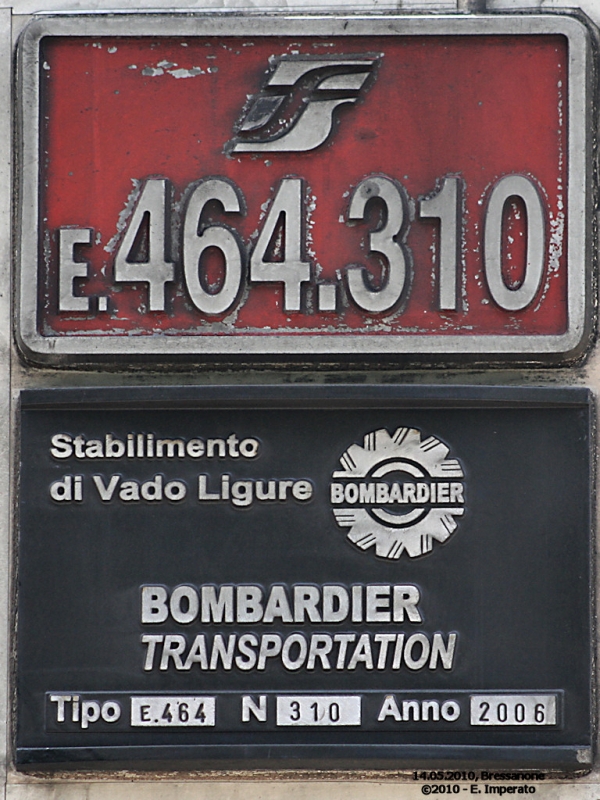 E.464.310
Stabilimento
di Vado Ligure
BOMBARDIER
BOMBARDIER
TRANSPORTATION
Tipo E.464 N 310 Anno 2006
14.05.2010, Bressanone
©2010 - E. Imperato